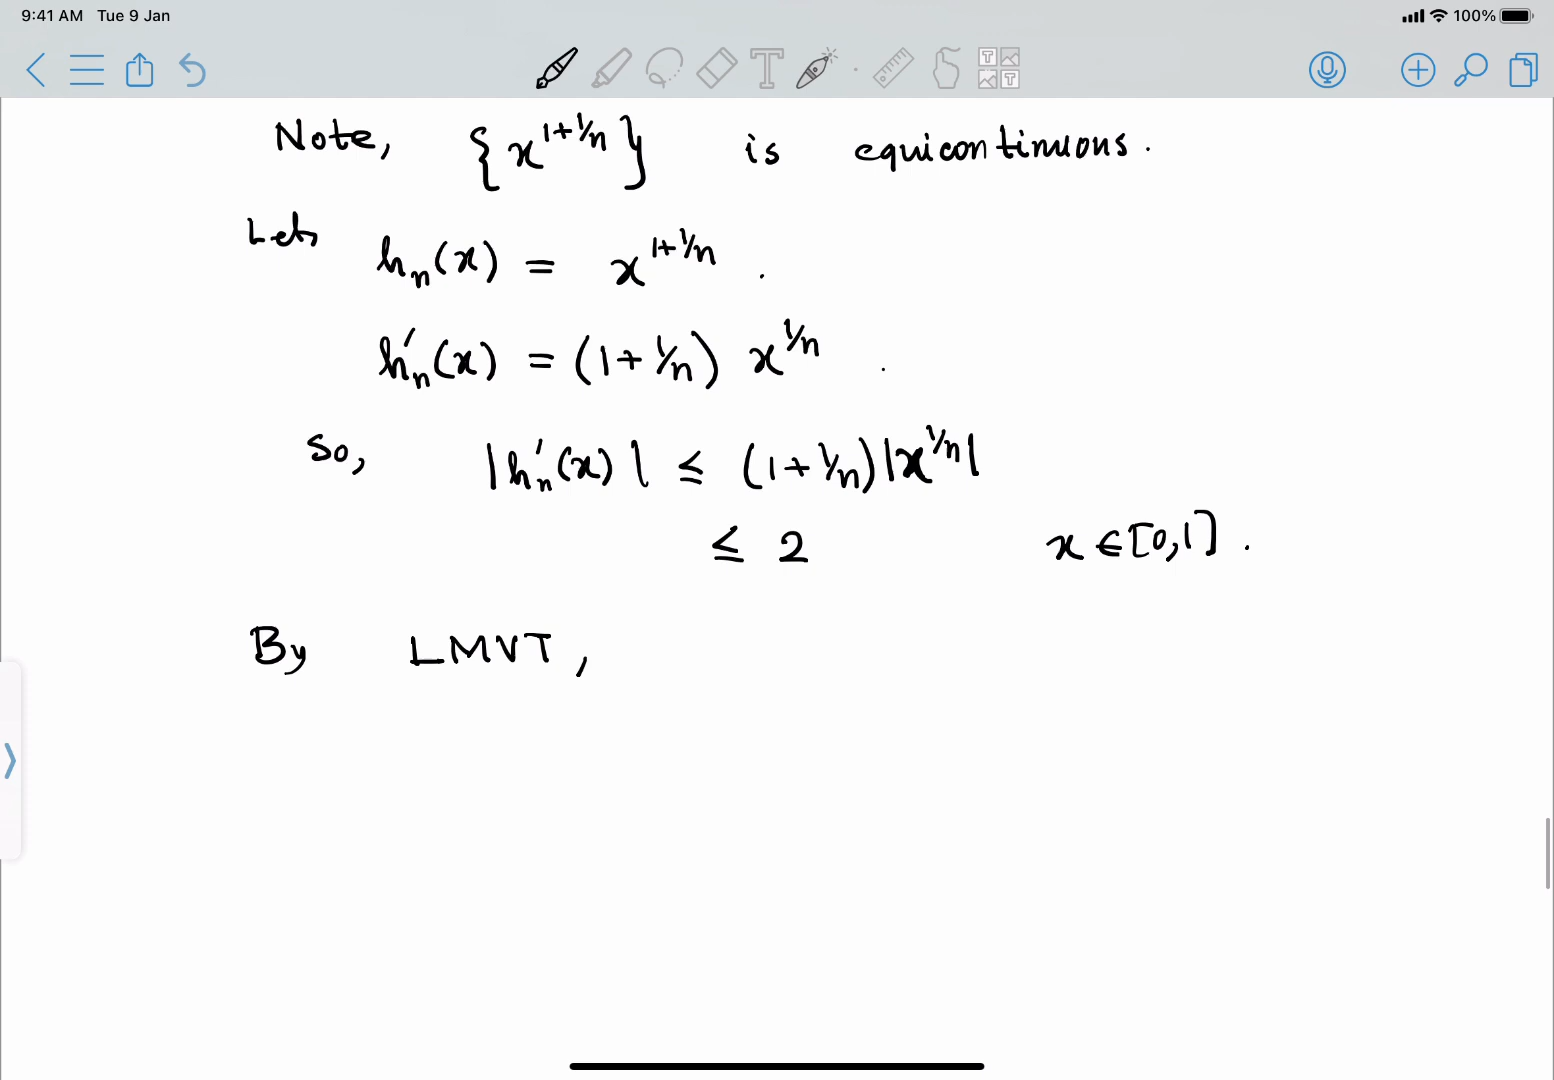 9:41 AM Tue 9 Jan 100%
Note, {x^{1+1/n}} is equicontinuous.
Let, h_n(x) = x^{1+1/n}.
h_n'(x) = (1+1/n) x^{1/n}.
So, |h_n'(x)| ≤ (1+1/n)|x^{1/n}|
≤ 2 x ∈ [0,1].
By LMVT,